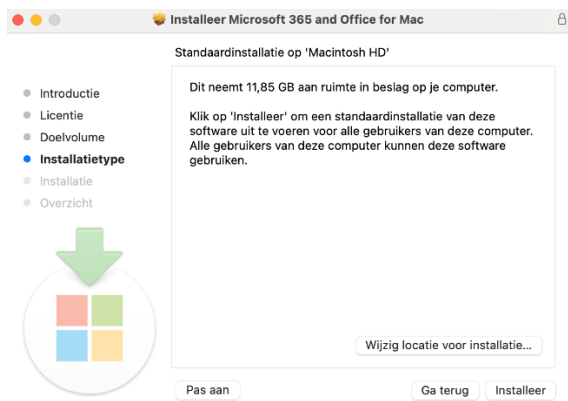 Installeer Microsoft 365 and Office for Mac
Standaardinstallatie op 'Macintosh HD'
Introductie
Licentie
Doelvolume
Installatietype
Installatie
Overzicht
Dit neemt 11,85 GB aan ruimte in beslag op je computer.
Klik op 'Installeer' om een standaardinstallatie van deze
software uit te voeren voor alle gebruikers van deze computer.
Alle gebruikers van deze computer kunnen deze software
gebruiken.
Wijzig locatie voor installatie...
Pas aan
Ga terug
Installeer